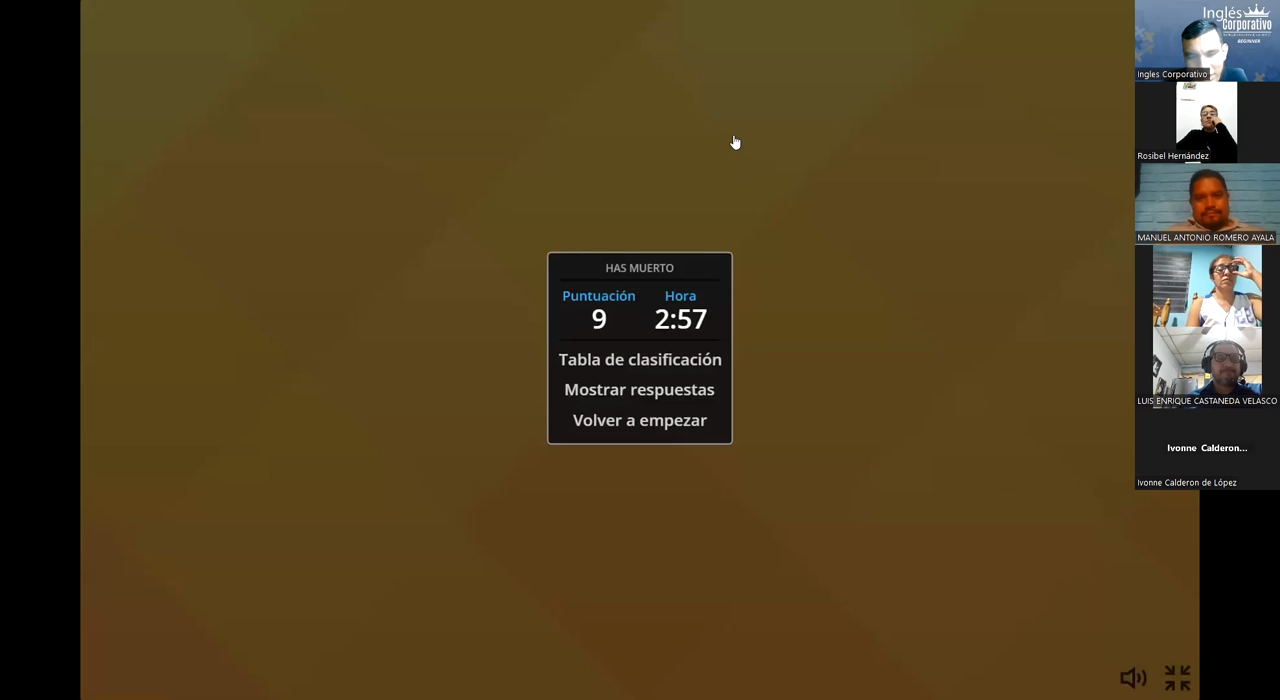 HAS MUERTO
Puntuación Hora
9 2:57
Tabla de clasificación
Mostrar respuestas
Volver a empezar
Inglés
Corporativo
BEGINNER
Ingles Corporativo
Rosibel Hernández
MANUEL ANTONIO ROMERO AYALA
LUIS ENRIQUE CASTANEDA VELASCO
Ivonne Calderon...
Ivonne Calderon de López